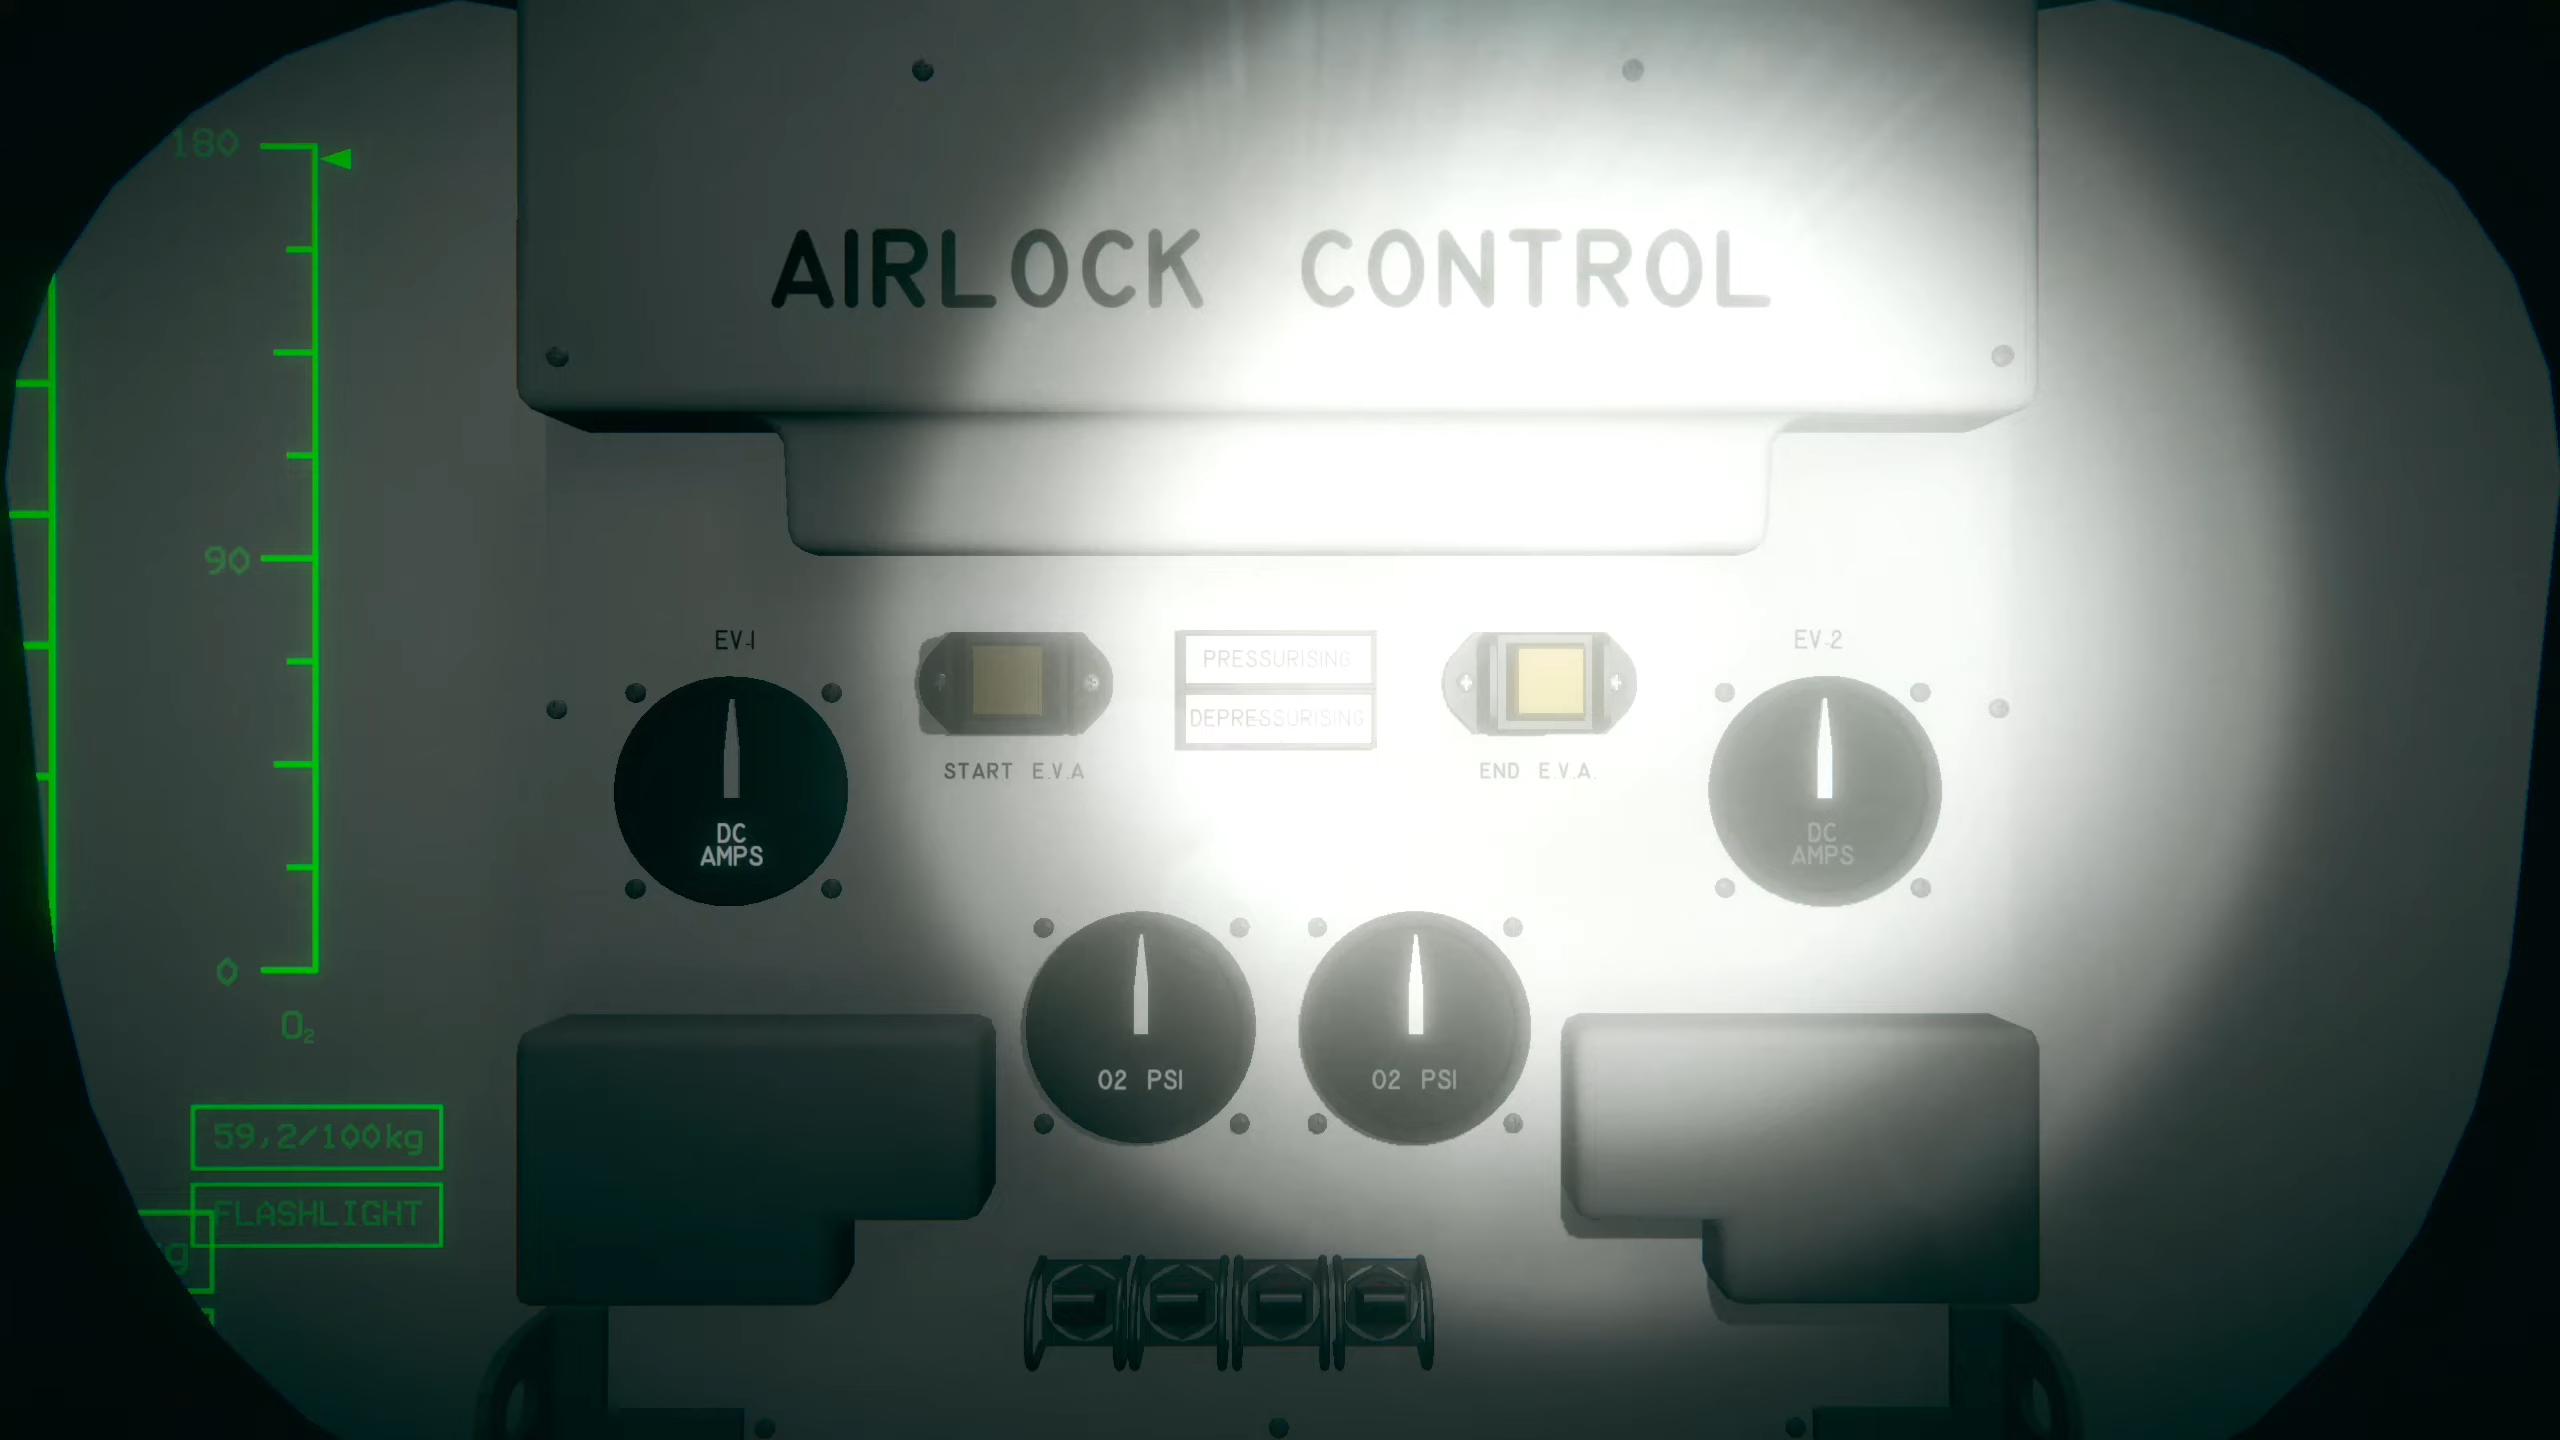 180
AIRLOCK CONTROL
90
EV-1
PRESSURISING
DEPRESSURISING
EV-2
START E.V.A
END E.V.A.
DC
AMPS
DC
AMPS
0
O₂
O2 PSI
O2 PSI
59,2/100kg
FLASHLIGHT
g